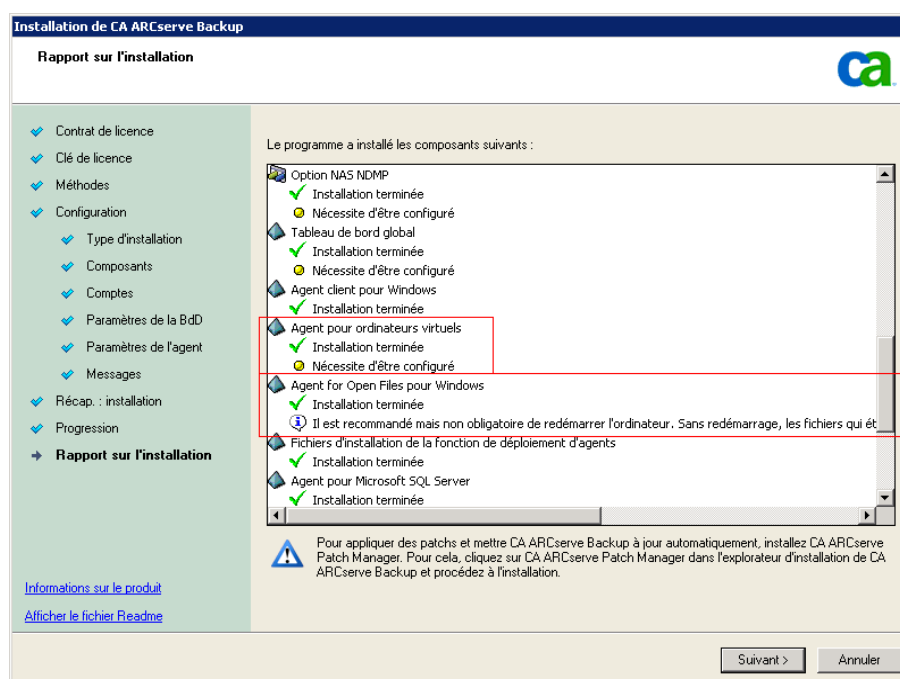 Installation de CA ARCserve Backup
Rapport sur l'installation
ca
Contrat de licence
Clé de licence
Méthodes
Configuration
Type d'installation
Composants
Comptes
Paramètres de la BdD
Paramètres de l'agent
Messages
Récap. : installation
Progression
Rapport sur l'installation
Informations sur le produit
Afficher le fichier Readme
Le programme a installé les composants suivants :
Option NAS NDMP
Installation terminée
Nécessite d'être configuré
Tableau de bord global
Installation terminée
Nécessite d'être configuré
Agent client pour Windows
Installation terminée
Agent pour ordinateurs virtuels
Installation terminée
Nécessite d'être configuré
Agent for Open Files pour Windows
Installation terminée
Il est recommandé mais non obligatoire de redémarrer l'ordinateur. Sans redémarrage, les fichiers qui ét
Fichiers d'installation de la fonction de déploiement d'agents
Installation terminée
Agent pour Microsoft SQL Server
Installation terminée
Pour appliquer des patchs et mettre CA ARCserve Backup à jour automatiquement, installez CA ARCserve
Patch Manager. Pour cela, cliquez sur CA ARCserve Patch Manager dans l'explorateur d'installation de CA
ARCserve Backup et procédez à l'installation.
Suivant >
Annuler